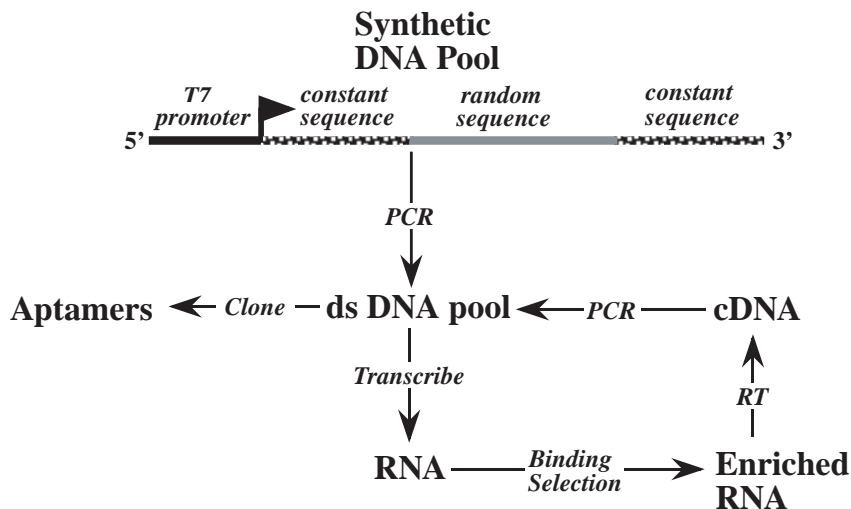 Synthetic
DNA Pool
T7
promoter
constant
sequence
random
sequence
constant
sequence
5’
3’
PCR
Aptamers
Clone
ds DNA pool
PCR
cDNA
Transcribe
RT
RNA
Binding
Selection
Enriched
RNA